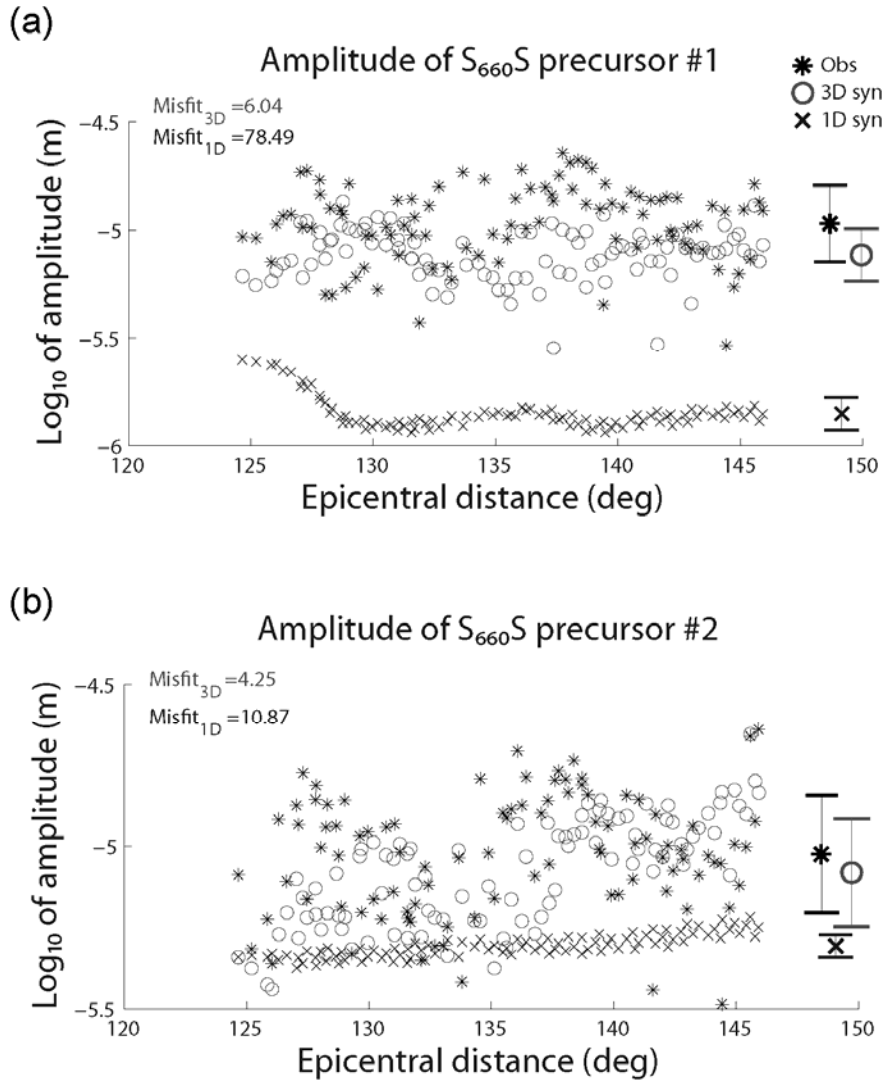 (a)
Amplitude of S₆₆₀S precursor #1
Obs
3D syn
1D syn
Misfit₃D =6.04
Misfit₁D =78.49
-4.5
-5
-5.5
-6
Log₁₀ of amplitude (m)
120 125 130 135 140 145 150
Epicentral distance (deg)
(b)
Amplitude of S₆₆₀S precursor #2
Misfit₃D =4.25
Misfit₁D =10.87
-4.5
-5
-5.5
Log₁₀ of amplitude (m)
120 125 130 135 140 145 150
Epicentral distance (deg)